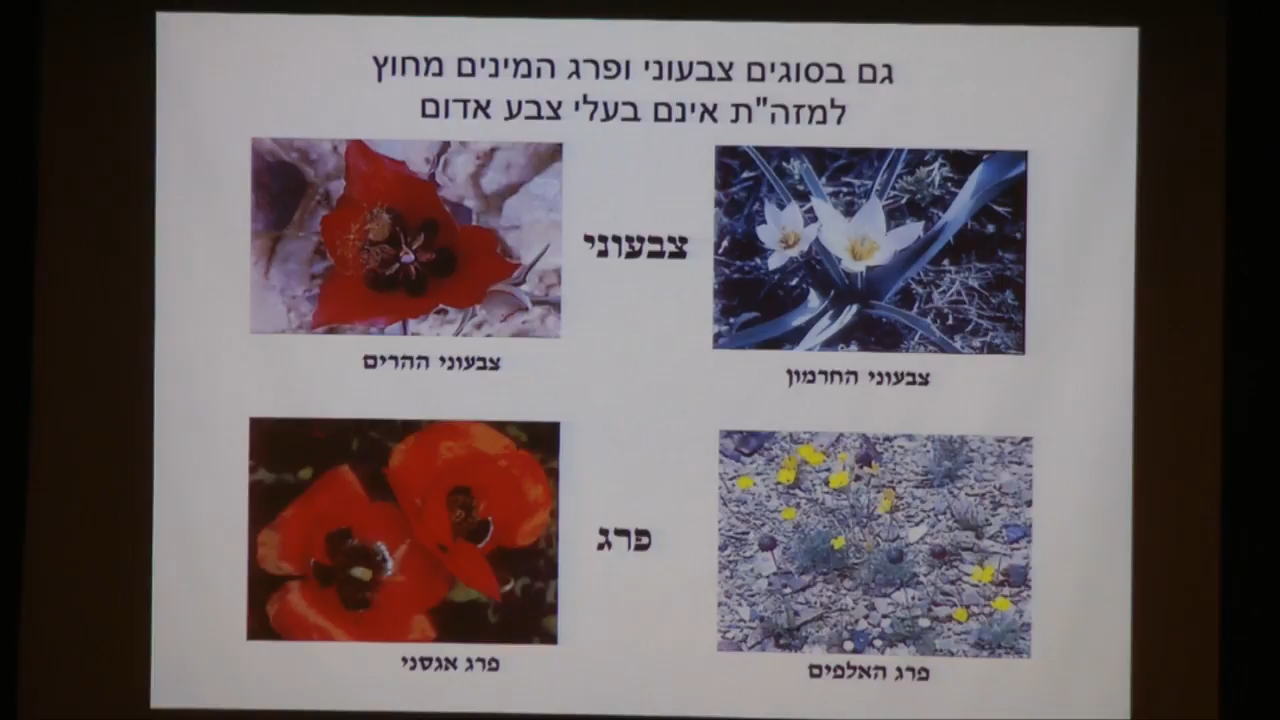 גם בסוגים צבעוני ופרג המינים מחוץ
למזה"ת אינם בעלי צבע אדום
צבעוני
צבעוני החרמון
צבעוני ההרים
פרג
פרג האלפים
פרג אגסני